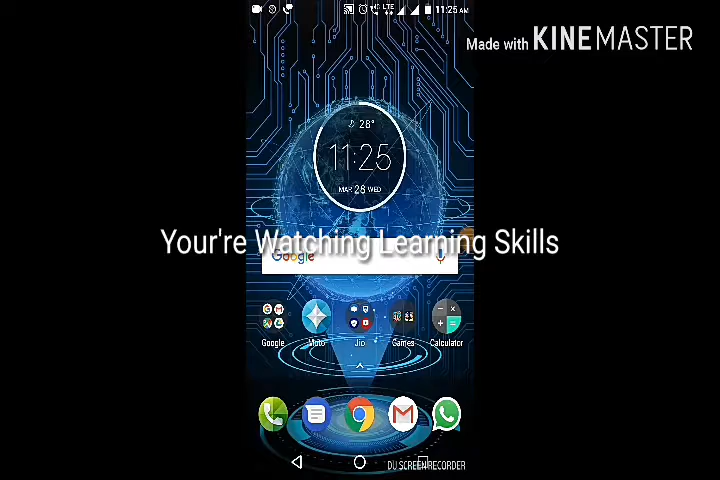 LTE 11:25 AM
Made with KINEMASTER
28°
11:25
MAR 28 WED
Your're Watching Learning Skills
Google
Google Moto Jio Games Calculator
DU SCREEN RECORDER